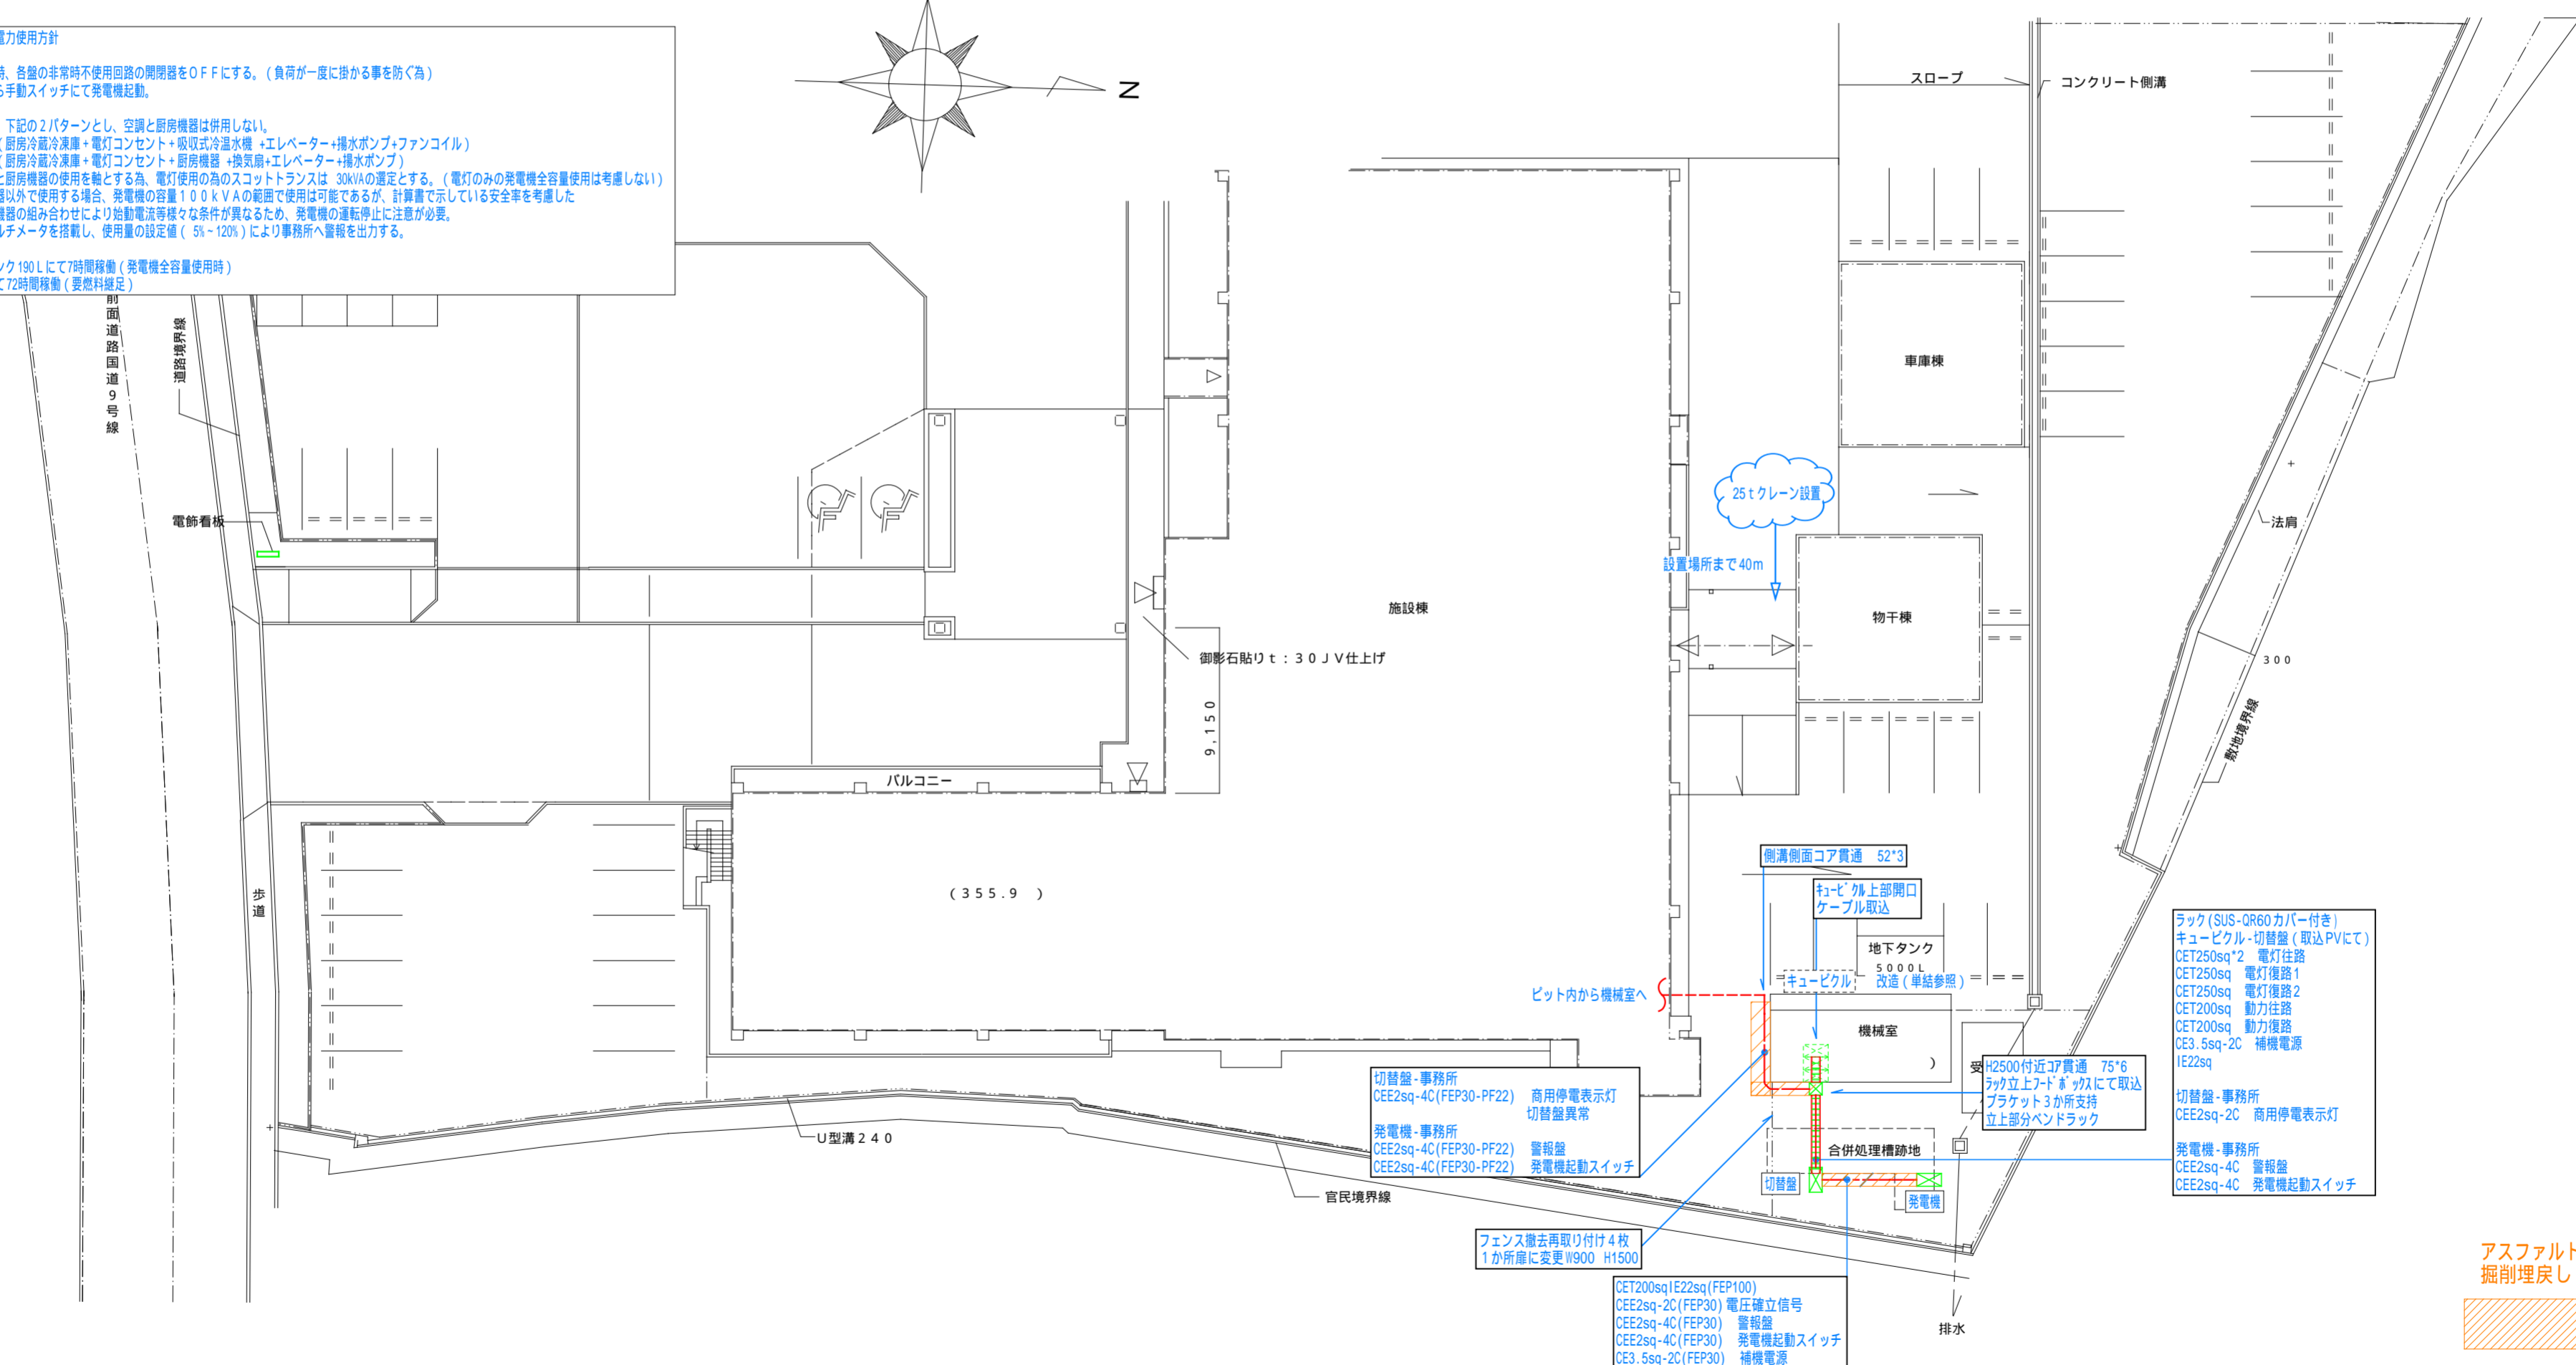 電力使用方針
時、各盤の非常時不使用回路の開閉器をＯＦＦにする。（負荷が一度に掛かる事を防ぐ為）
ら手動スイッチにて発電機起動。
下記の２パターンとし、空調と厨房機器は併用しない。
（厨房冷蔵冷凍庫＋電灯コンセント＋吸収式冷温水機 +エレベーター+揚水ポンプ+ファンコイル）
（厨房冷蔵冷凍庫＋電灯コンセント＋厨房機器 +換気扇+エレベーター+揚水ポンプ）
と厨房機器の使用を軸とする為、電灯使用の為のスコットトランスは 30kVAの選定とする。（電灯のみの発電機全容量使用は考慮しない）
器以外で使用する場合、発電機の容量１００ｋＶＡの範囲で使用は可能であるが、計算書で示している安全率を考慮した
機器の組み合わせにより始動電流等様々な条件が異なるため、発電機の運転停止に注意が必要。
ルチメータを搭載し、使用量の設定値（ 5%~120%）により事務所へ警報を出力する。
ンク190Ｌにて7時間稼働（発電機全容量使用時）
て72時間稼働（要燃料継足）
N
スロープ
コンクリート側溝
前面道路国道９号線
道路境界線
車庫棟
電飾看板
25ｔクレーン設置
設置場所まで40m
法肩
施設棟
物干棟
御影石貼りｔ：３０ＪＶ仕上げ
300
9,150
敷地境界線
バルコニー
歩道
(355.9 )
側溝側面コア貫通 52*3
ｷｭｰﾋﾞｸﾙ上部開口
ケーブル取込
地下タンク
5000L
キュービクル 改造（単結参照）
ピット内から機械室へ
機械室
)
受
ラック(SUS-QR60カバー付き)
キュービクル-切替盤（取込PVにて）
CET250sq*2 電灯往路
CET250sq 電灯復路1
CET250sq 電灯復路2
CET200sq 動力往路
CET200sq 動力復路
CE3.5sq-2C 補機電源
IE22sq
切替盤-事務所
CEE2sq-2C 商用停電表示灯
発電機-事務所
CEE2sq-4C 警報盤
CEE2sq-4C 発電機起動スイッチ
H2500付近ｺｱ貫通 75*6
ﾗｯｸ立上ﾌｰﾄﾞﾎﾞｯｸｽにて取込
ブラケット３か所支持
立上部分ベンドラック
切替盤-事務所
CEE2sq-4C(FEP30-PF22) 商用停電表示灯
切替盤異常
発電機-事務所
CEE2sq-4C(FEP30-PF22) 警報盤
CEE2sq-4C(FEP30-PF22) 発電機起動スイッチ
U型溝240
合併処理槽跡地
切替盤
発電機
官民境界線
フェンス撤去再取り付け４枚
１か所扉に変更W900 H1500
CET200sqIE22sq(FEP100)
CEE2sq-2C(FEP30) 電圧確立信号
CEE2sq-4C(FEP30) 警報盤
CEE2sq-4C(FEP30) 発電機起動スイッチ
CE3.5sq-2C(FEP30) 補機電源
排水
アスファルト
掘削埋戻し